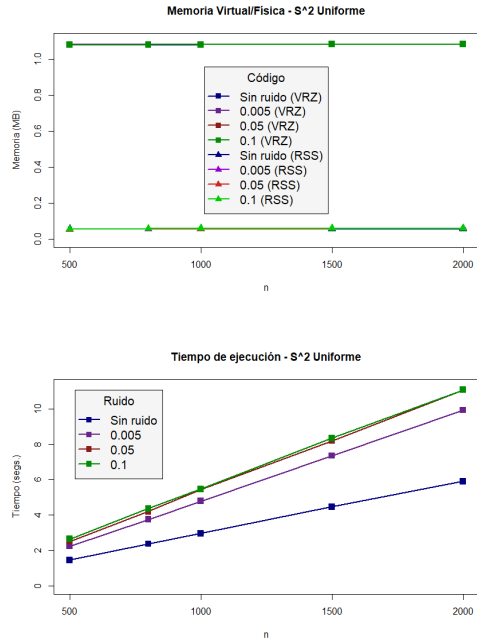 Memoria Virtual/Física - S^2 Uniforme
Memoria (MB)
0.0
0.2
0.4
0.6
0.8
1.0
Código
Sin ruido (VRZ)
0.005 (VRZ)
0.05 (VRZ)
0.1 (VRZ)
Sin ruido (RSS)
0.005 (RSS)
0.05 (RSS)
0.1 (RSS)
500
1000
1500
2000
n
Tiempo de ejecución - S^2 Uniforme
Tiempo (segs.)
0
2
4
6
8
10
Ruido
Sin ruido
0.005
0.05
0.1
500
1000
1500
2000
n